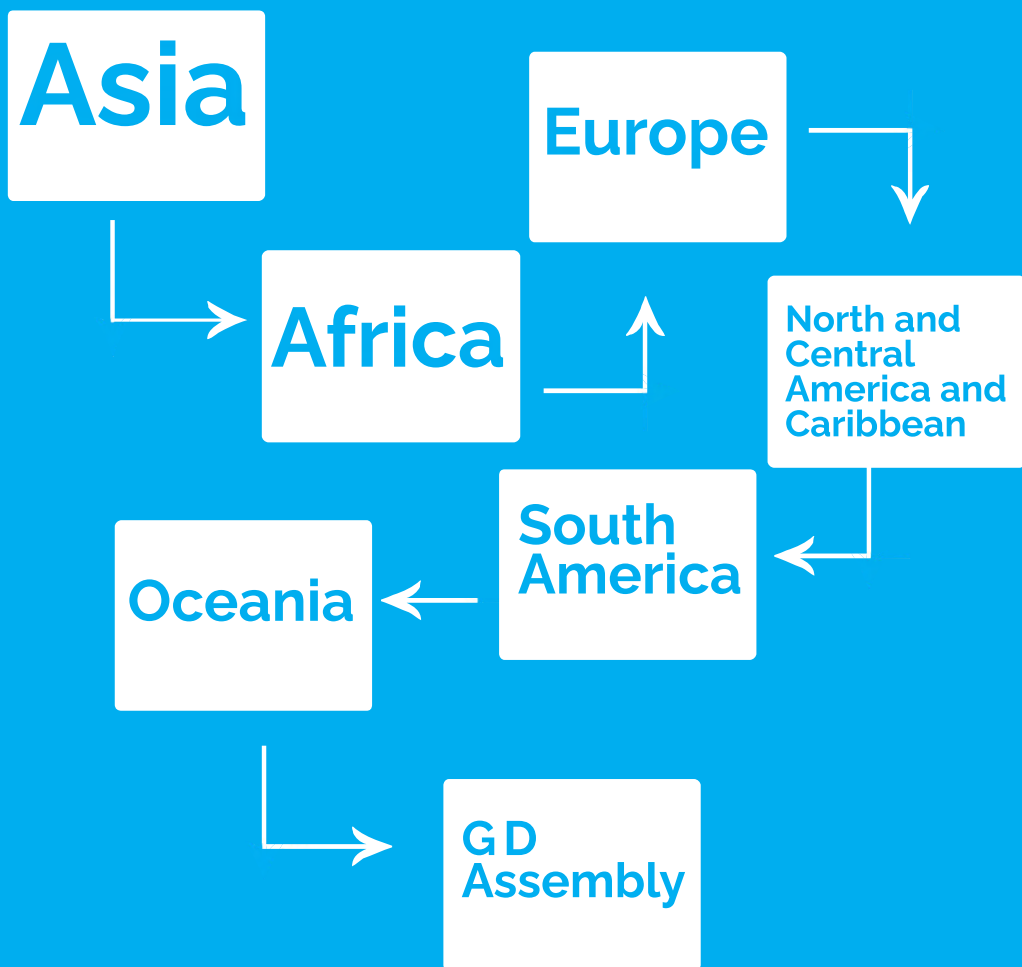 Asia
Africa
Europe
North and
Central
America and
Caribbean
South
America
Oceania
G D
Assembly